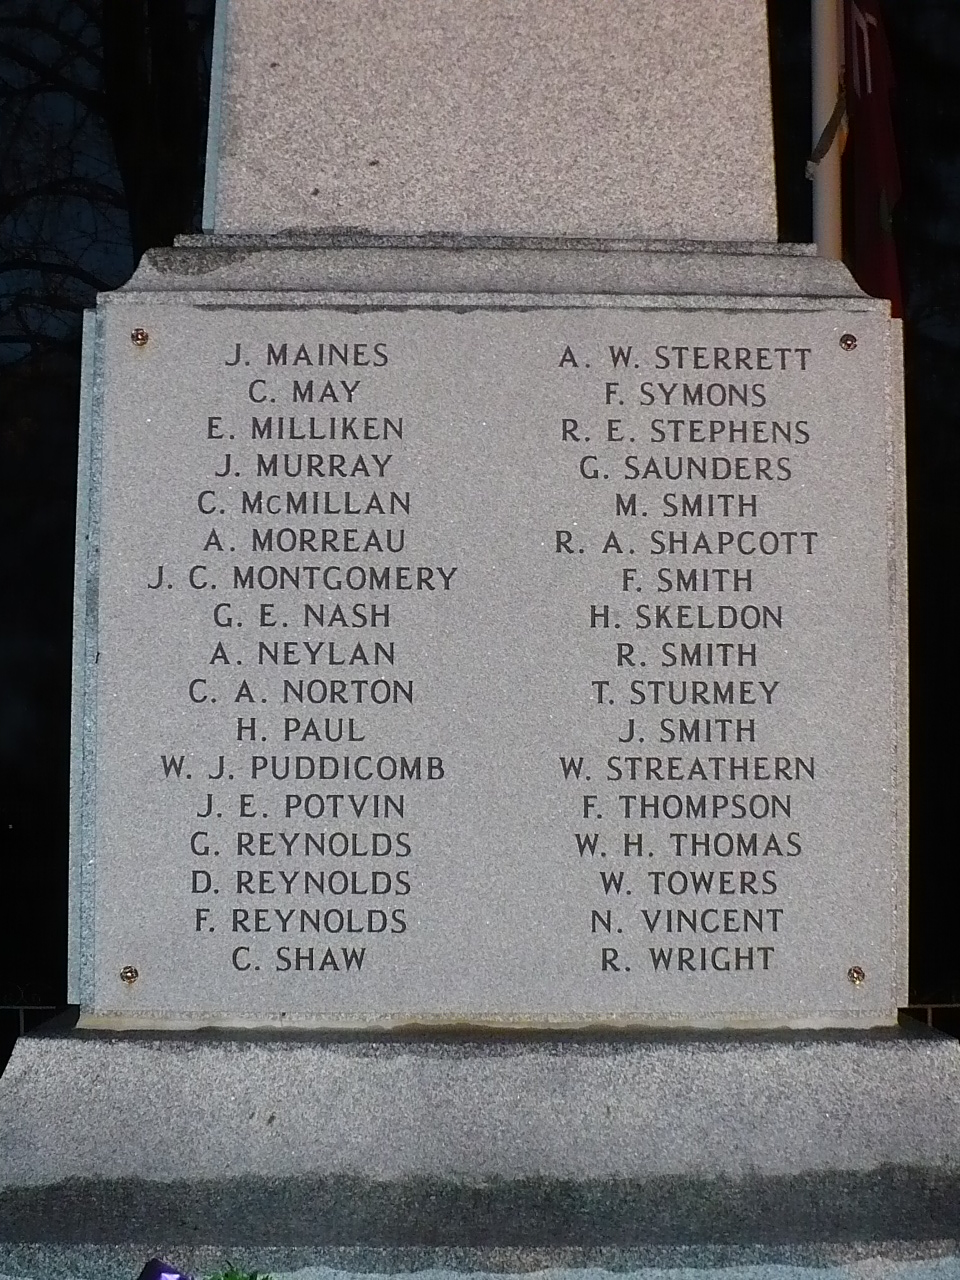 J. MAINES
C. MAY
E. MILLIKEN
J. MURRAY
C. McMILLAN
A. MORREAU
J. C. MONTGOMERY
G. E. NASH
A. NEYLAN
C. A. NORTON
H. PAUL
W. J. PUDDICOMB
J. E. POTVIN
G. REYNOLDS
D. REYNOLDS
F. REYNOLDS
C. SHAW
A. W. STERRETT
F. SYMONS
R. E. STEPHENS
G. SAUNDERS
M. SMITH
R. A. SHAPCOTT
F. SMITH
H. SKELDON
R. SMITH
T. STURMEY
J. SMITH
W. STREATHERN
F. THOMPSON
W. H. THOMAS
W. TOWERS
N. VINCENT
R. WRIGHT